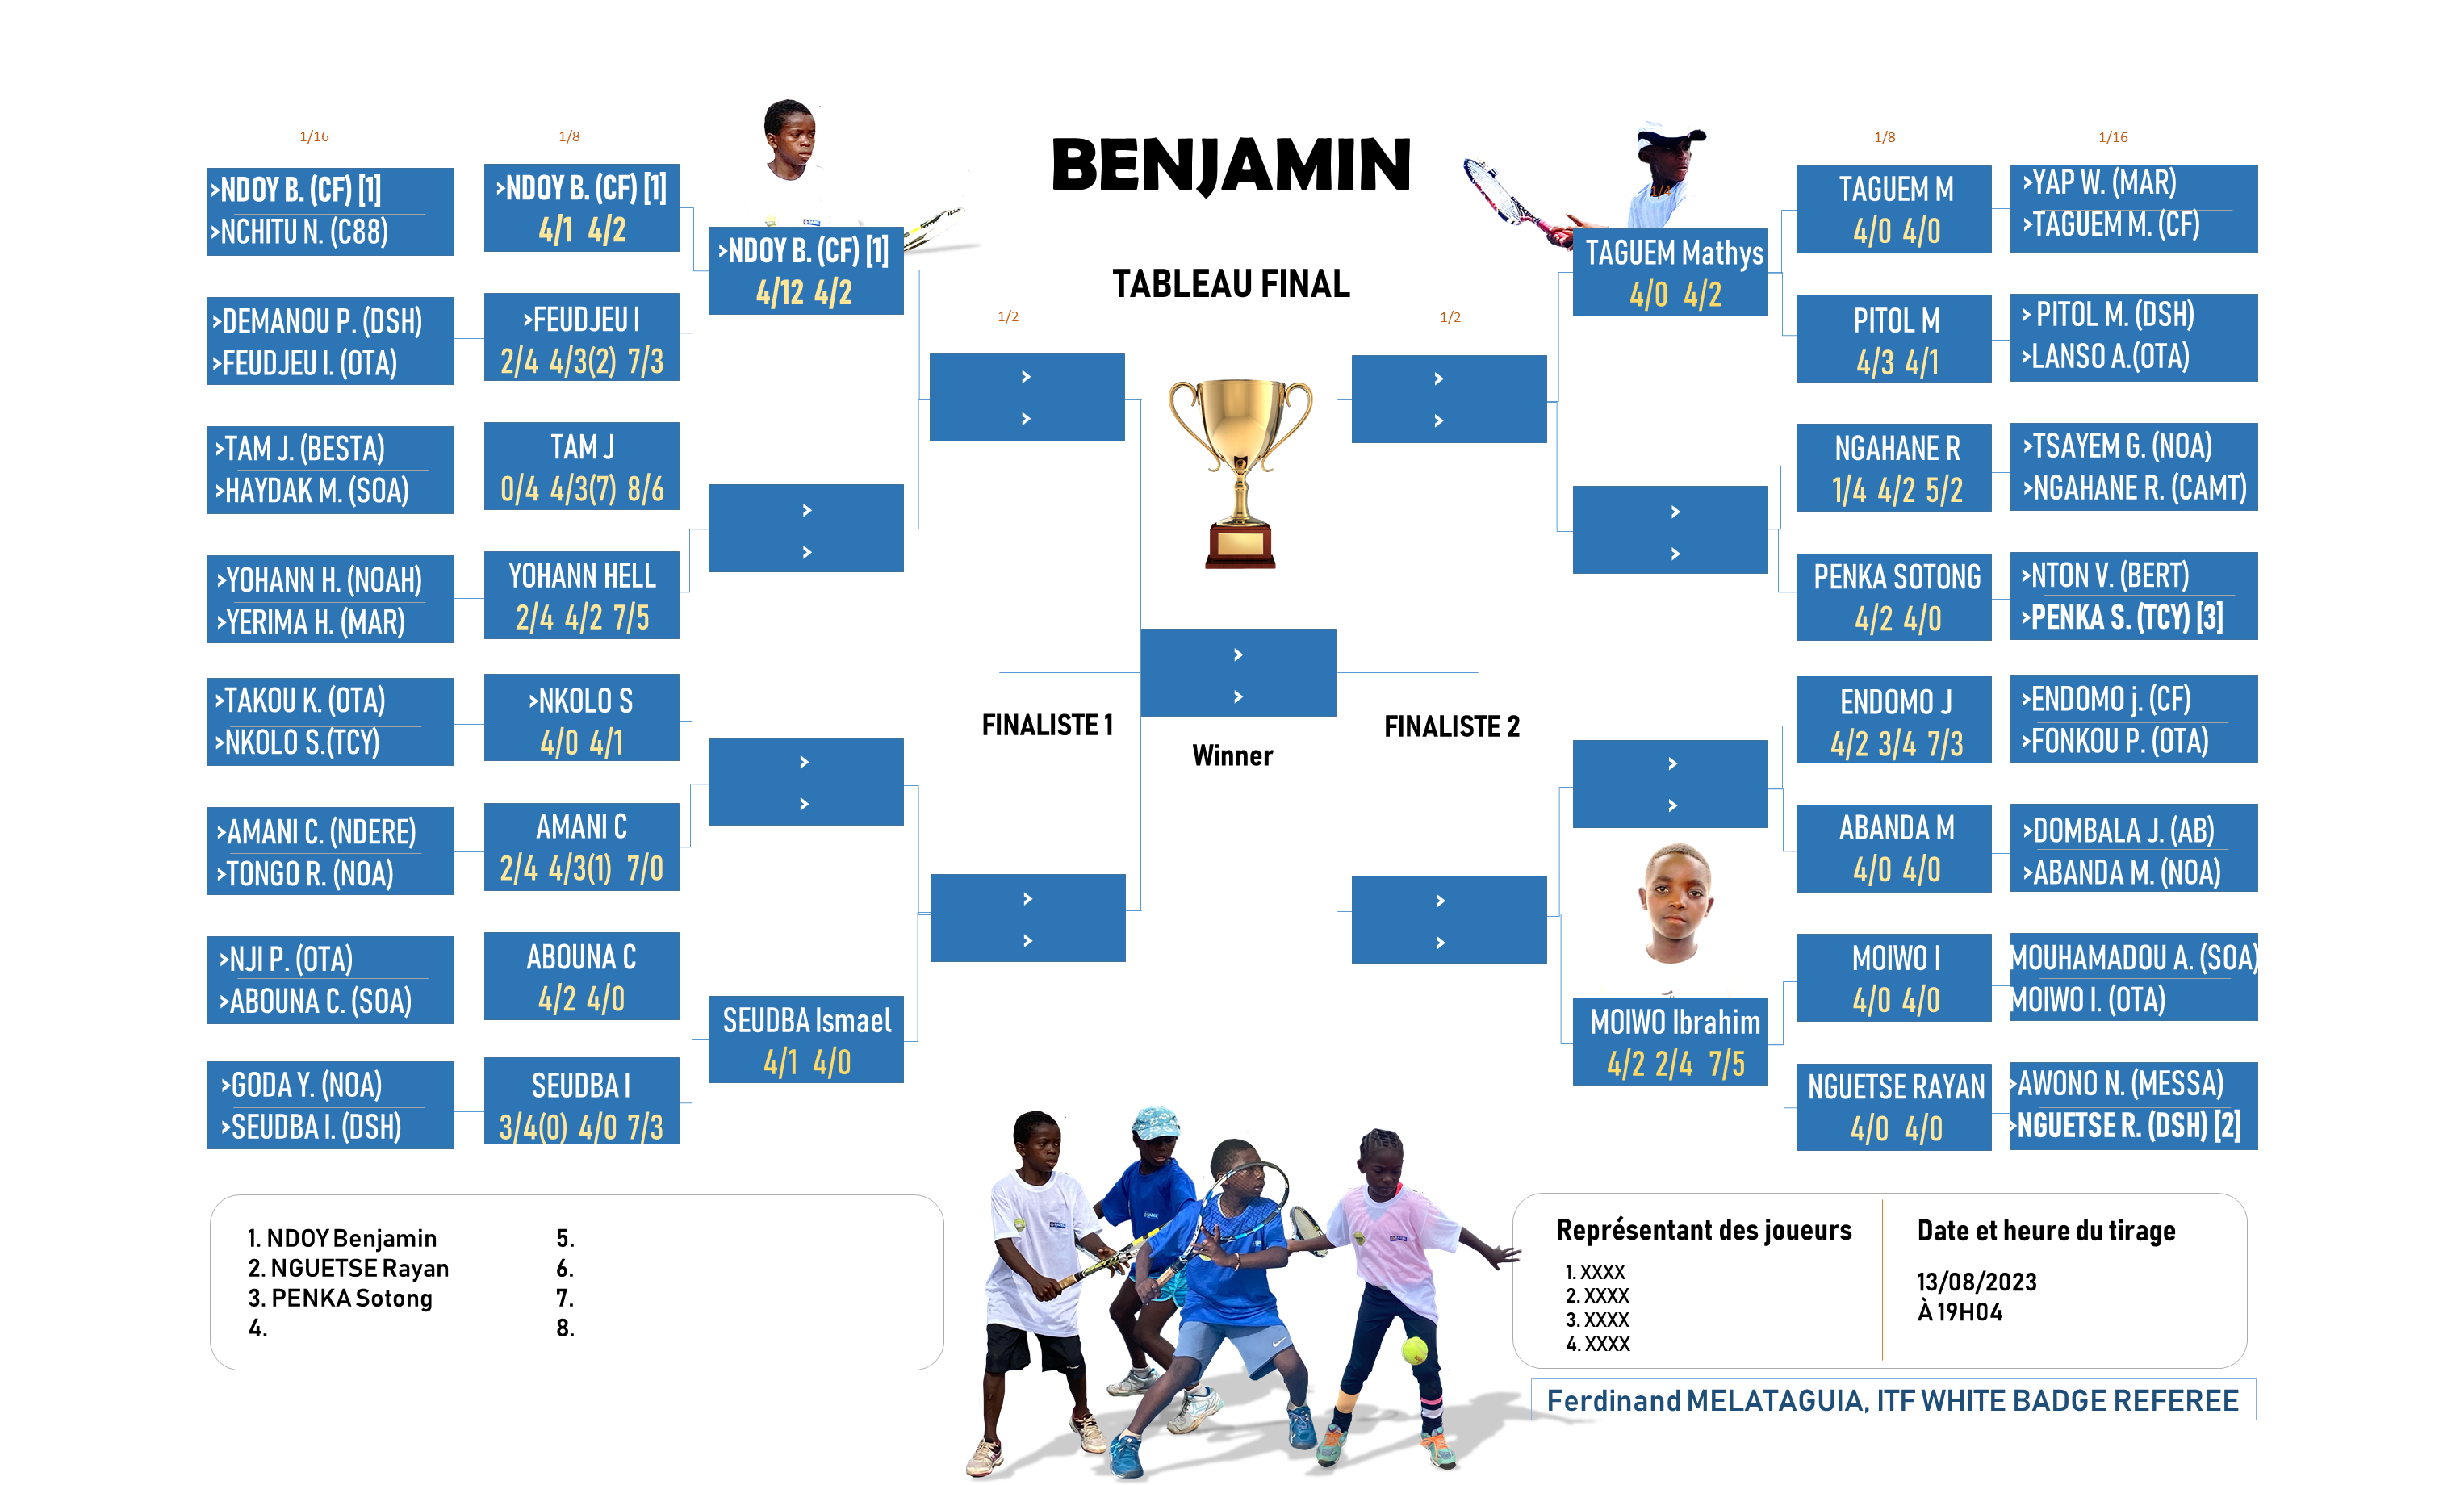 BENJAMIN
TABLEAU FINAL
1/16
>NDOY B. (CF) [1]
>NCHITU N. (C88)
>DEMANOU P. (DSH)
>FEUDJEU I. (OTA)
>TAM J. (BESTA)
>HAYDAK M. (SOA)
>YOHANN H. (NOAH)
>YERIMA H. (MAR)
>TAKOU K. (OTA)
>NKOLO S.(TCY)
>AMANI C. (NDERE)
>TONGO R. (NOA)
>NJI P. (OTA)
>ABOUNA C. (SOA)
>GODA Y. (NOA)
>SEUDBA I. (DSH)
1/8
>NDOY B. (CF) [1]
4/1 4/2
>FEUDJEU I
2/4 4/3(2) 7/3
TAM J
0/4 4/3(7) 8/6
YOHANN HELL
2/4 4/2 7/5
>NKOLO S
4/0 4/1
AMANI C
2/4 4/3(1) 7/0
ABOUNA C
4/2 4/0
SEUDBA I
3/4(0) 4/0 7/3
>NDOY B. (CF) [1]
4/12 4/2
>
>
>
>
SEUDBA Ismael
4/1 4/0
1/2
>
>
>
>
FINALISTE 1
>
>
Winner
FINALISTE 2
1/2
>
>
>
>
1/4
TAGUEM Mathys
4/0 4/2
>
>
>
>
MOIWO Ibrahim
4/2 2/4 7/5
1/8
TAGUEM M
4/0 4/0
PITOL M
4/3 4/1
NGAHANE R
1/4 4/2 5/2
PENKA SOTONG
4/2 4/0
ENDOMO J
4/2 3/4 7/3
ABANDA M
4/0 4/0
MOIWO I
4/0 4/0
NGUETSE RAYAN
4/0 4/0
1/16
>YAP W. (MAR)
>TAGUEM M. (CF)
> PITOL M. (DSH)
>LANSO A.(OTA)
>TSAYEM G. (NOA)
>NGAHANE R. (CAMT)
>NTON V. (BERT)
>PENKA S. (TCY) [3]
>ENDOMO j. (CF)
>FONKOU P. (OTA)
>DOMBALA J. (AB)
>ABANDA M. (NOA)
MOUHAMADOU A. (SOA)
MOIWO I. (OTA)
>AWONO N. (MESSA)
>NGUETSE R. (DSH) [2]
1. NDOY Benjamin
2. NGUETSE Rayan
3. PENKA Sotong
4.
5.
6.
7.
8.
Représentant des joueurs
1. XXXX
2. XXXX
3. XXXX
4. XXXX
Date et heure du tirage
13/08/2023
À 19H04
Ferdinand MELATAGUIA, ITF WHITE BADGE REFEREE